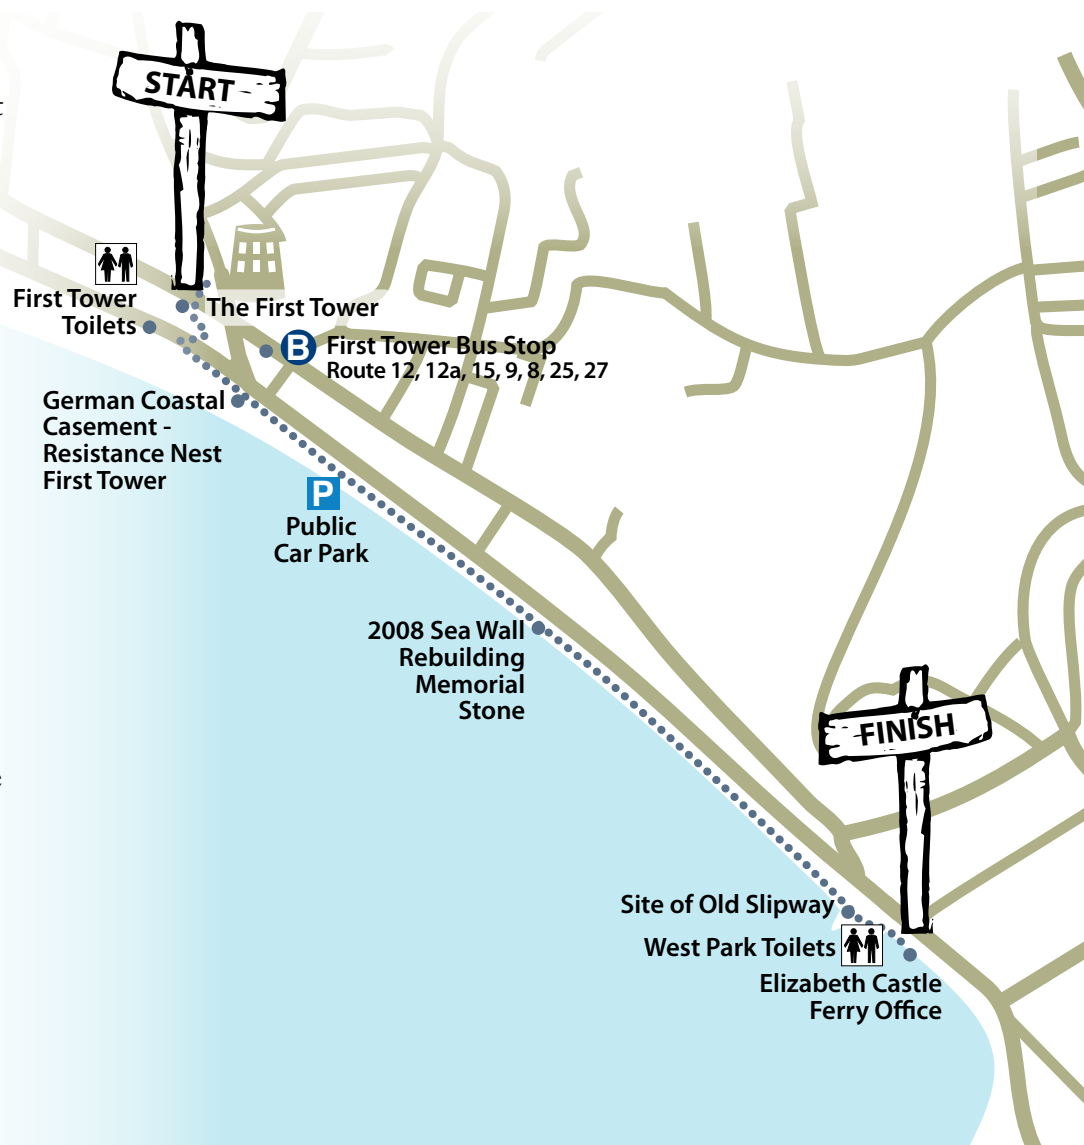 START
First Tower
Toilets
The First Tower
B
First Tower Bus Stop
Route 12, 12a, 15, 9, 8, 25, 27
German Coastal
Casement -
Resistance Nest
First Tower
P
Public
Car Park
2008 Sea Wall
Rebuilding
Memorial
Stone
FINISH
Site of Old Slipway
West Park Toilets
Elizabeth Castle
Ferry Office